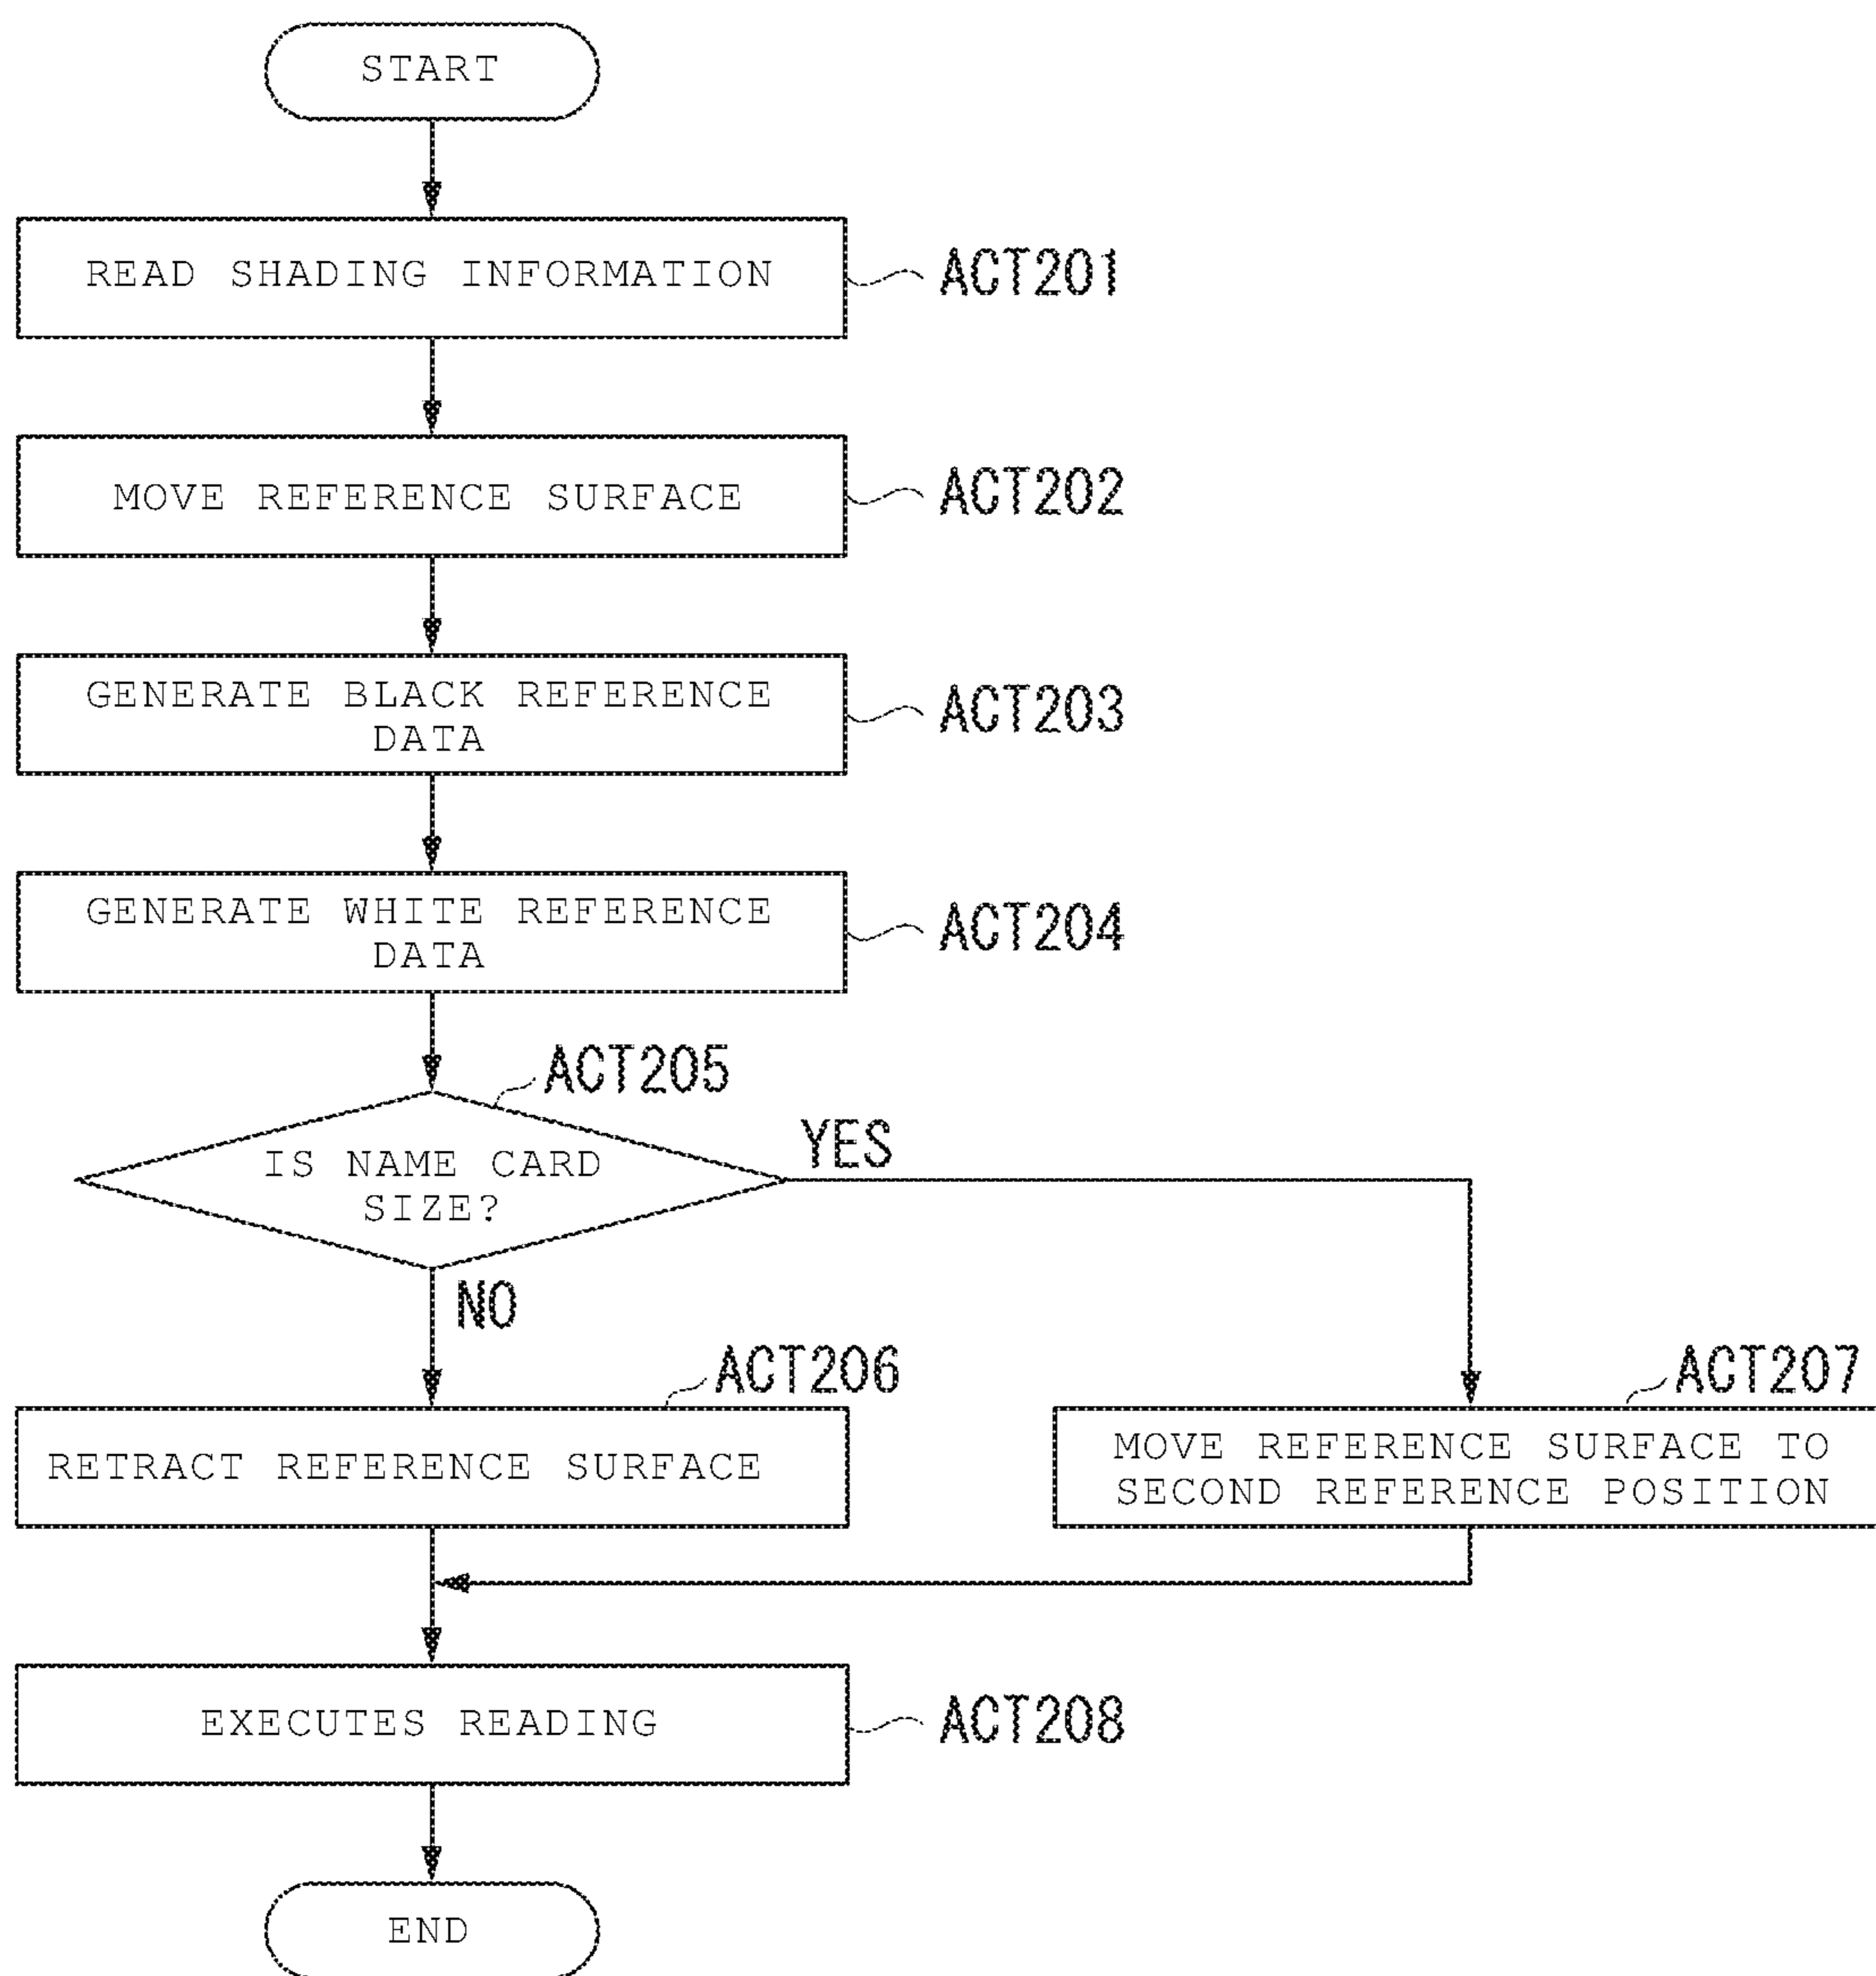 START
READ SHADING INFORMATION
ACT201
MOVE REFERENCE SURFACE
ACT202
GENERATE BLACK REFERENCE
DATA
ACT203
GENERATE WHITE REFERENCE
DATA
ACT204
ACT205
IS NAME CARD
SIZE?
YES
NO
ACT206
RETRACT REFERENCE SURFACE
ACT207
MOVE REFERENCE SURFACE TO
SECOND REFERENCE POSITION
EXECUTES READING
ACT208
END